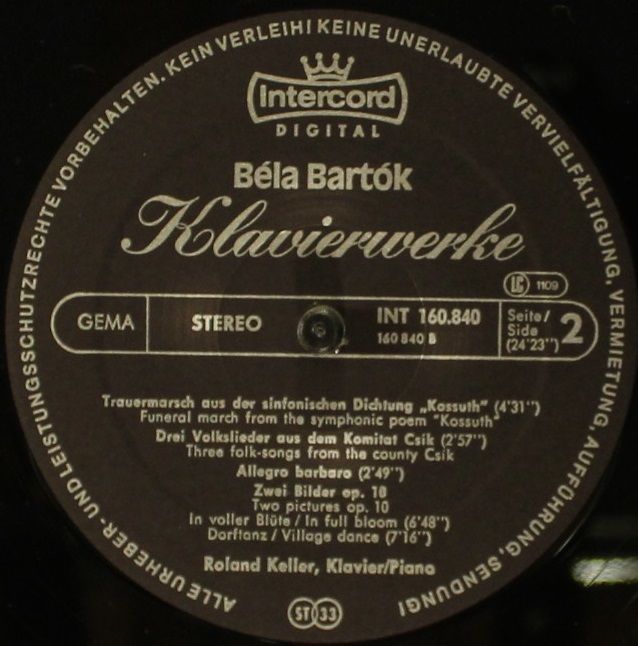 ALLE URHEBER- UND LEISTUNGSSCHUTZRECHTE VORBEHALTEN. KEIN VERLEIH! KEINE UNERLAUBTE VERVIELFÄLTIGUNG, VERMIETUNG, AUFFÜHRUNG, SENDUNG!
Intercord
DIGITAL
Béla Bartók
Klavierwerke
LC 1109
GEMA STEREO INT 160.840 Seite/ 2
160 840 B Side
(24'23'')
Trauermarsch aus der sinfonischen Dichtung „Kossuth" (4'31'')
Funeral march from the symphonic poem "Kossuth"
Drei Volkslieder aus dem Komitat Csik (2'57'')
Three folk-songs from the county Csik
Allegro barbaro (2'49'')
Zwei Bilder op. 10
Two pictures op. 10
In voller Blüte / In full bloom (6'48'')
Dorftanz / Village dance (7'16'')
Roland Keller, Klavier/Piano
ST 33